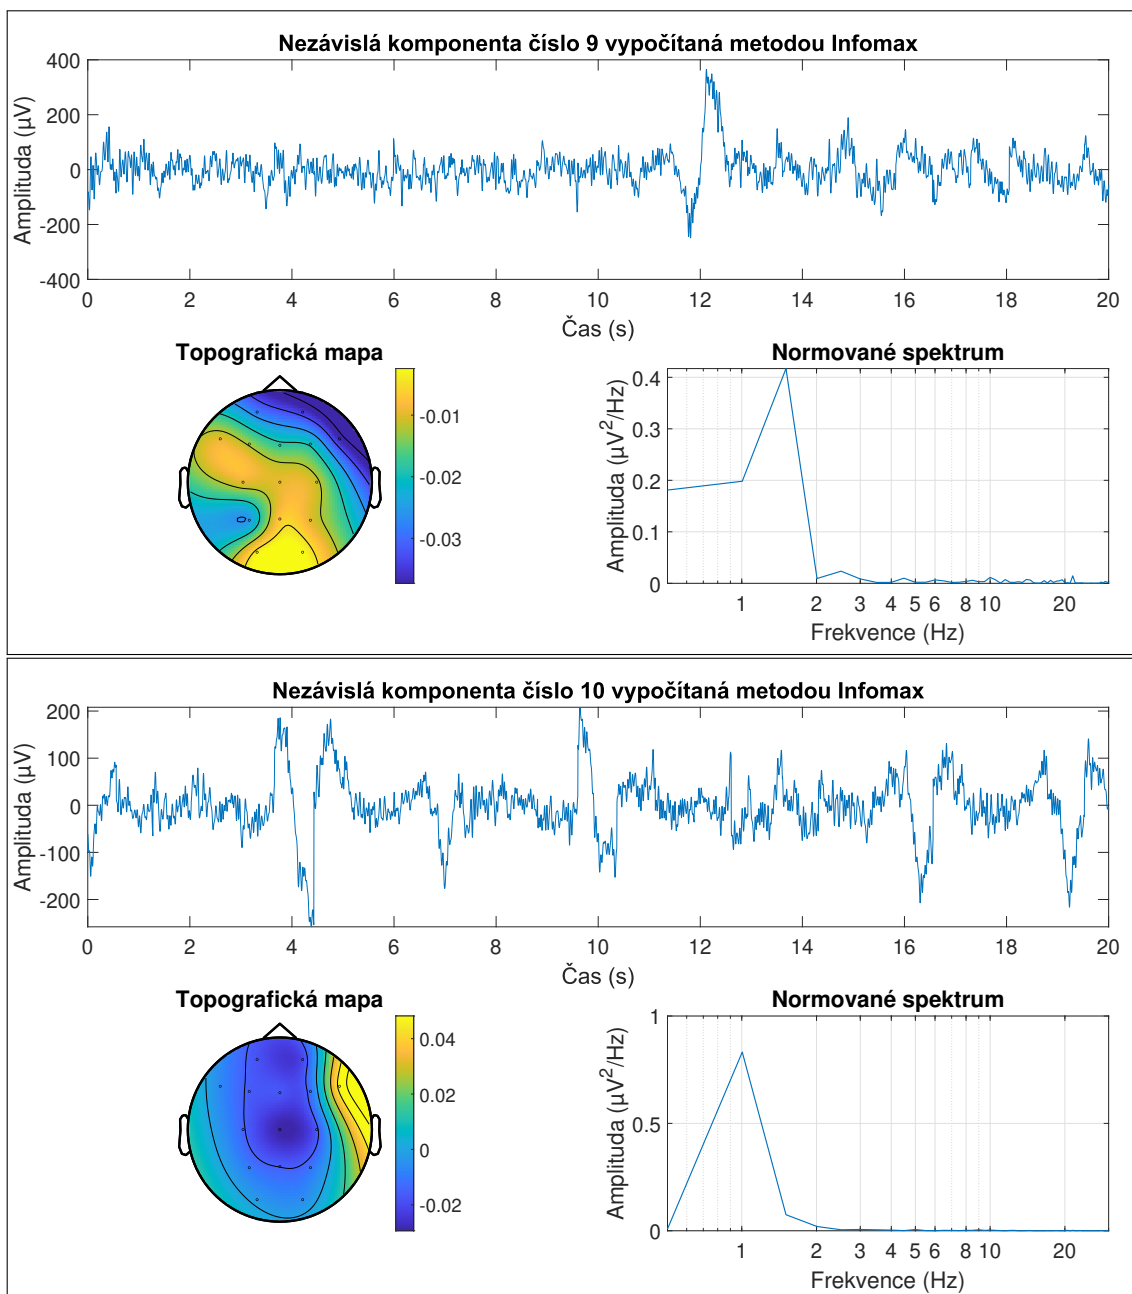 Nezávislá komponenta číslo 9 vypočítaná metodou Infomax
Amplituda (µV)
400
200
0
-200
-400
0 2 4 6 8 10 12 14 16 18 20
Čas (s)
Topografická mapa
-0.01
-0.02
-0.03
Normované spektrum
Amplituda (µV²/Hz)
0.4
0.3
0.2
0.1
0
1 2 3 4 5 6 8 10 20
Frekvence (Hz)
Nezávislá komponenta číslo 10 vypočítaná metodou Infomax
Amplituda (µV)
200
100
0
-100
-200
0 2 4 6 8 10 12 14 16 18 20
Čas (s)
Topografická mapa
0.04
0.02
0
-0.02
Normované spektrum
Amplituda (µV²/Hz)
1
0.5
0
1 2 3 4 5 6 8 10 20
Frekvence (Hz)